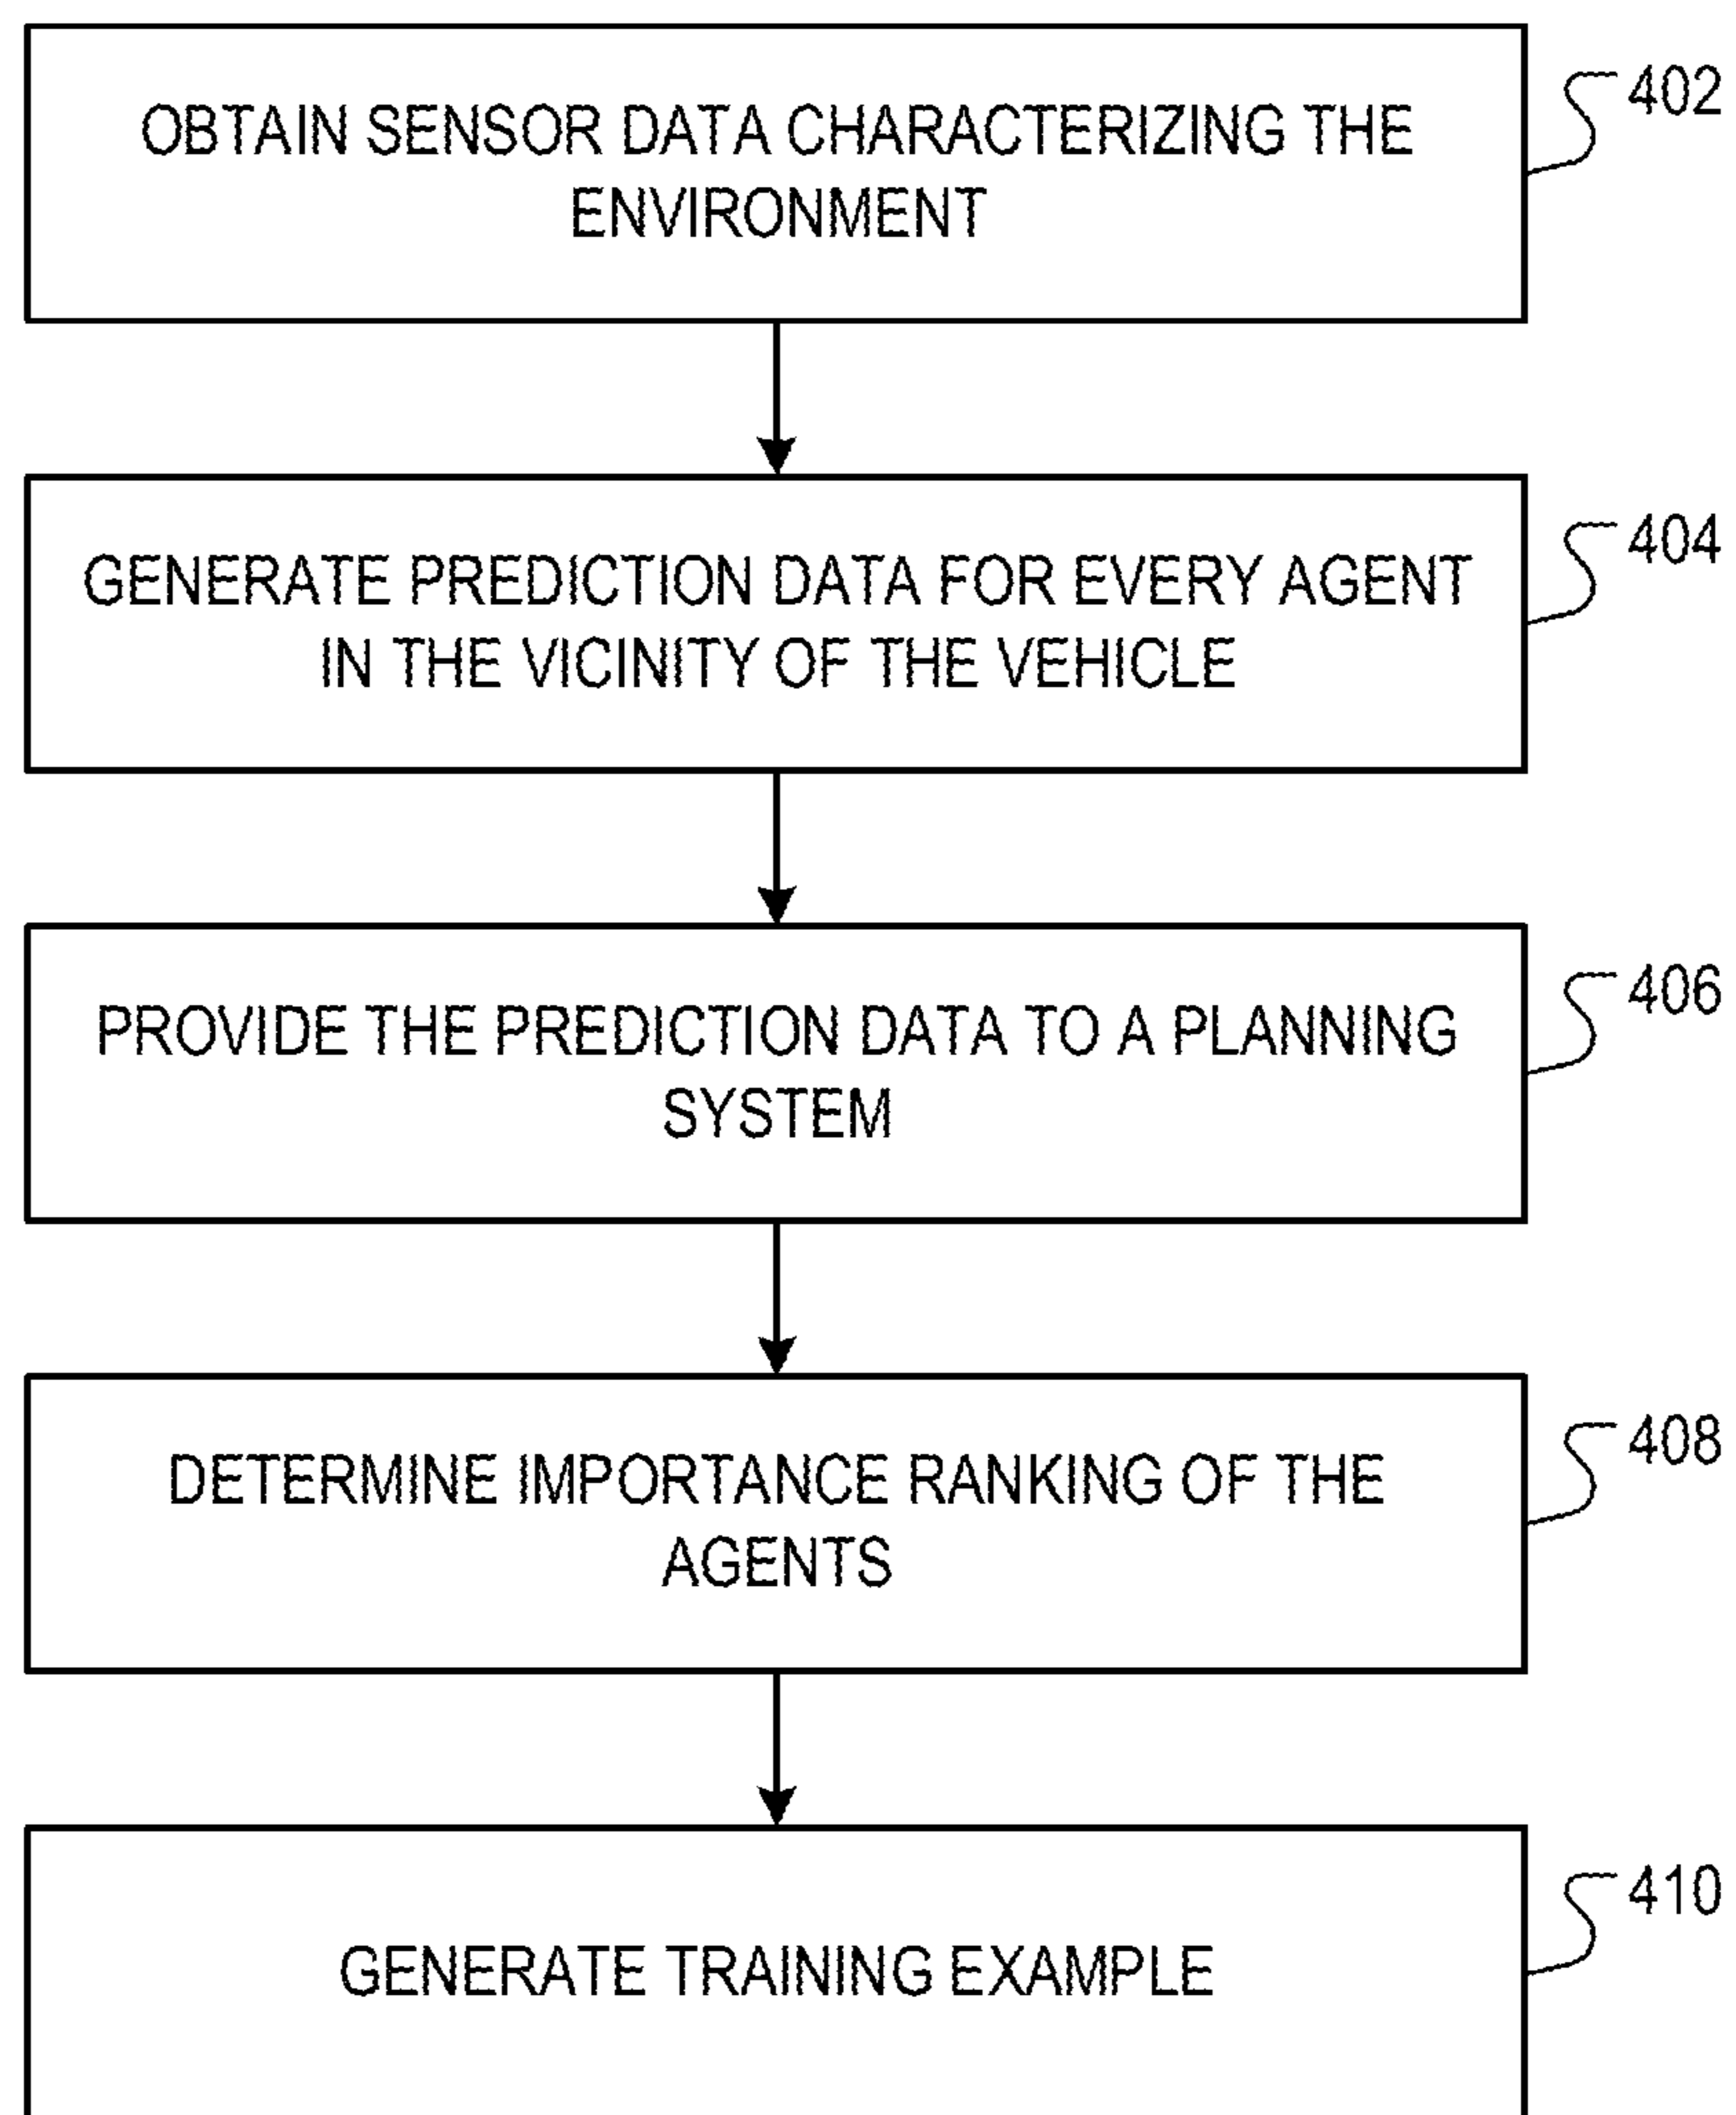 OBTAIN SENSOR DATA CHARACTERIZING THE
ENVIRONMENT
402
GENERATE PREDICTION DATA FOR EVERY AGENT
IN THE VICINITY OF THE VEHICLE
404
PROVIDE THE PREDICTION DATA TO A PLANNING
SYSTEM
406
DETERMINE IMPORTANCE RANKING OF THE
AGENTS
408
GENERATE TRAINING EXAMPLE
410